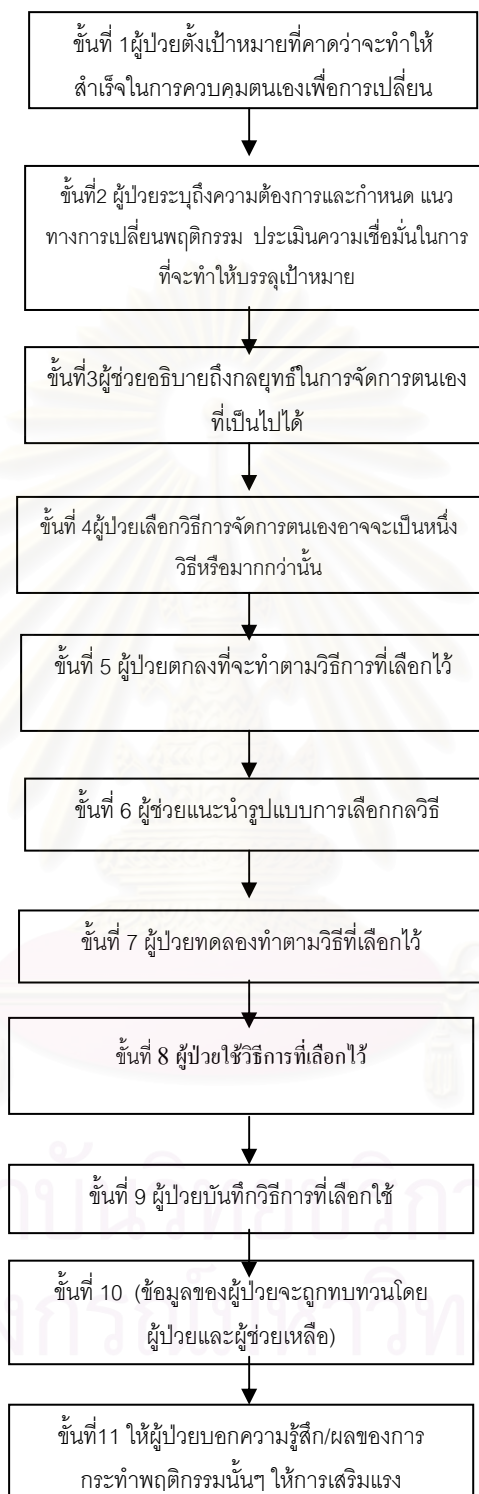 ขั้นที่ 1ผู้ป่วยตั้งเป้าหมายที่คาดว่าจะทำให้
สำเร็จในการควบคุมตนเองเพื่อการเปลี่ยน
ขั้นที่2 ผู้ป่วยระบุถึงความต้องการและกำหนด แนว
ทางการเปลี่ยนพฤติกรรม ประเมินความเชื่อมั่นในการ
ที่จะทำให้บรรลุเป้าหมาย
ขั้นที่3ผู้ช่วยอธิบายถึงกลยุทธ์ในการจัดการตนเอง
ที่เป็นไปได้
ขั้นที่ 4ผู้ป่วยเลือกวิธีการจัดการตนเองอาจจะเป็นหนึ่ง
วิธีหรือมากกว่านั้น
ขั้นที่ 5 ผู้ป่วยตกลงที่จะทำตามวิธีการที่เลือกไว้
ขั้นที่ 6 ผู้ช่วยแนะนำรูปแบบการเลือกกลวิธี
ขั้นที่ 7 ผู้ป่วยทดลองทำตามวิธีที่เลือกไว้
ขั้นที่ 8 ผู้ป่วยใช้วิธีการที่เลือกไว้
ขั้นที่ 9 ผู้ป่วยบันทึกวิธีการที่เลือกใช้
ขั้นที่ 10 (ข้อมูลของผู้ป่วยจะถูกทบทวนโดย
ผู้ป่วยและผู้ช่วยเหลือ)
ขั้นที่11 ให้ผู้ป่วยบอกความรู้สึก/ผลของการ
กระทำพฤติกรรมนั้นๆ ให้การเสริมแรง